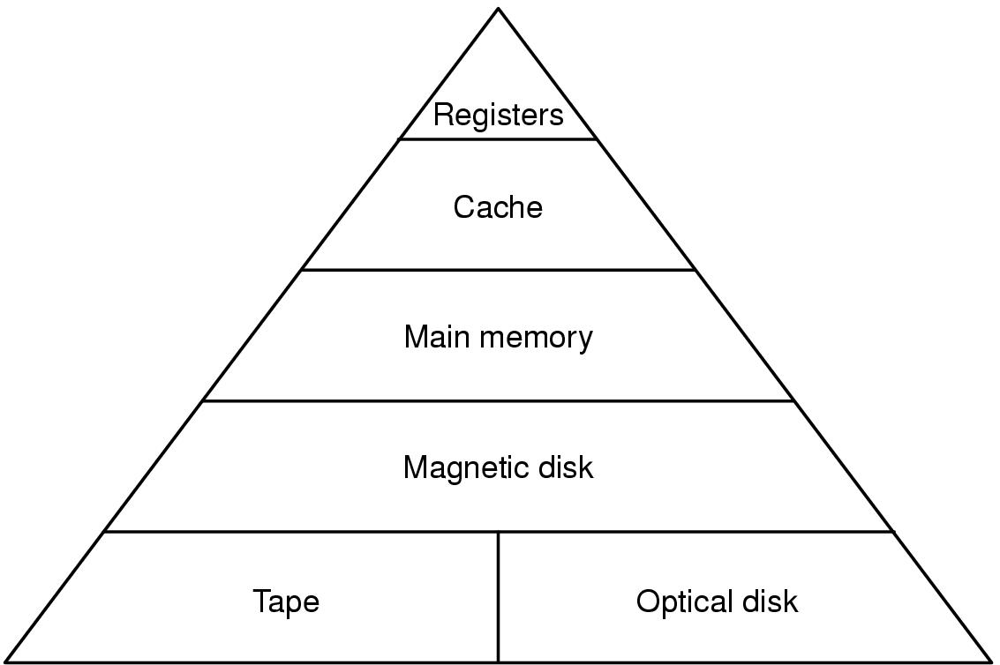 Registers
Cache
Main memory
Magnetic disk
Tape
Optical disk